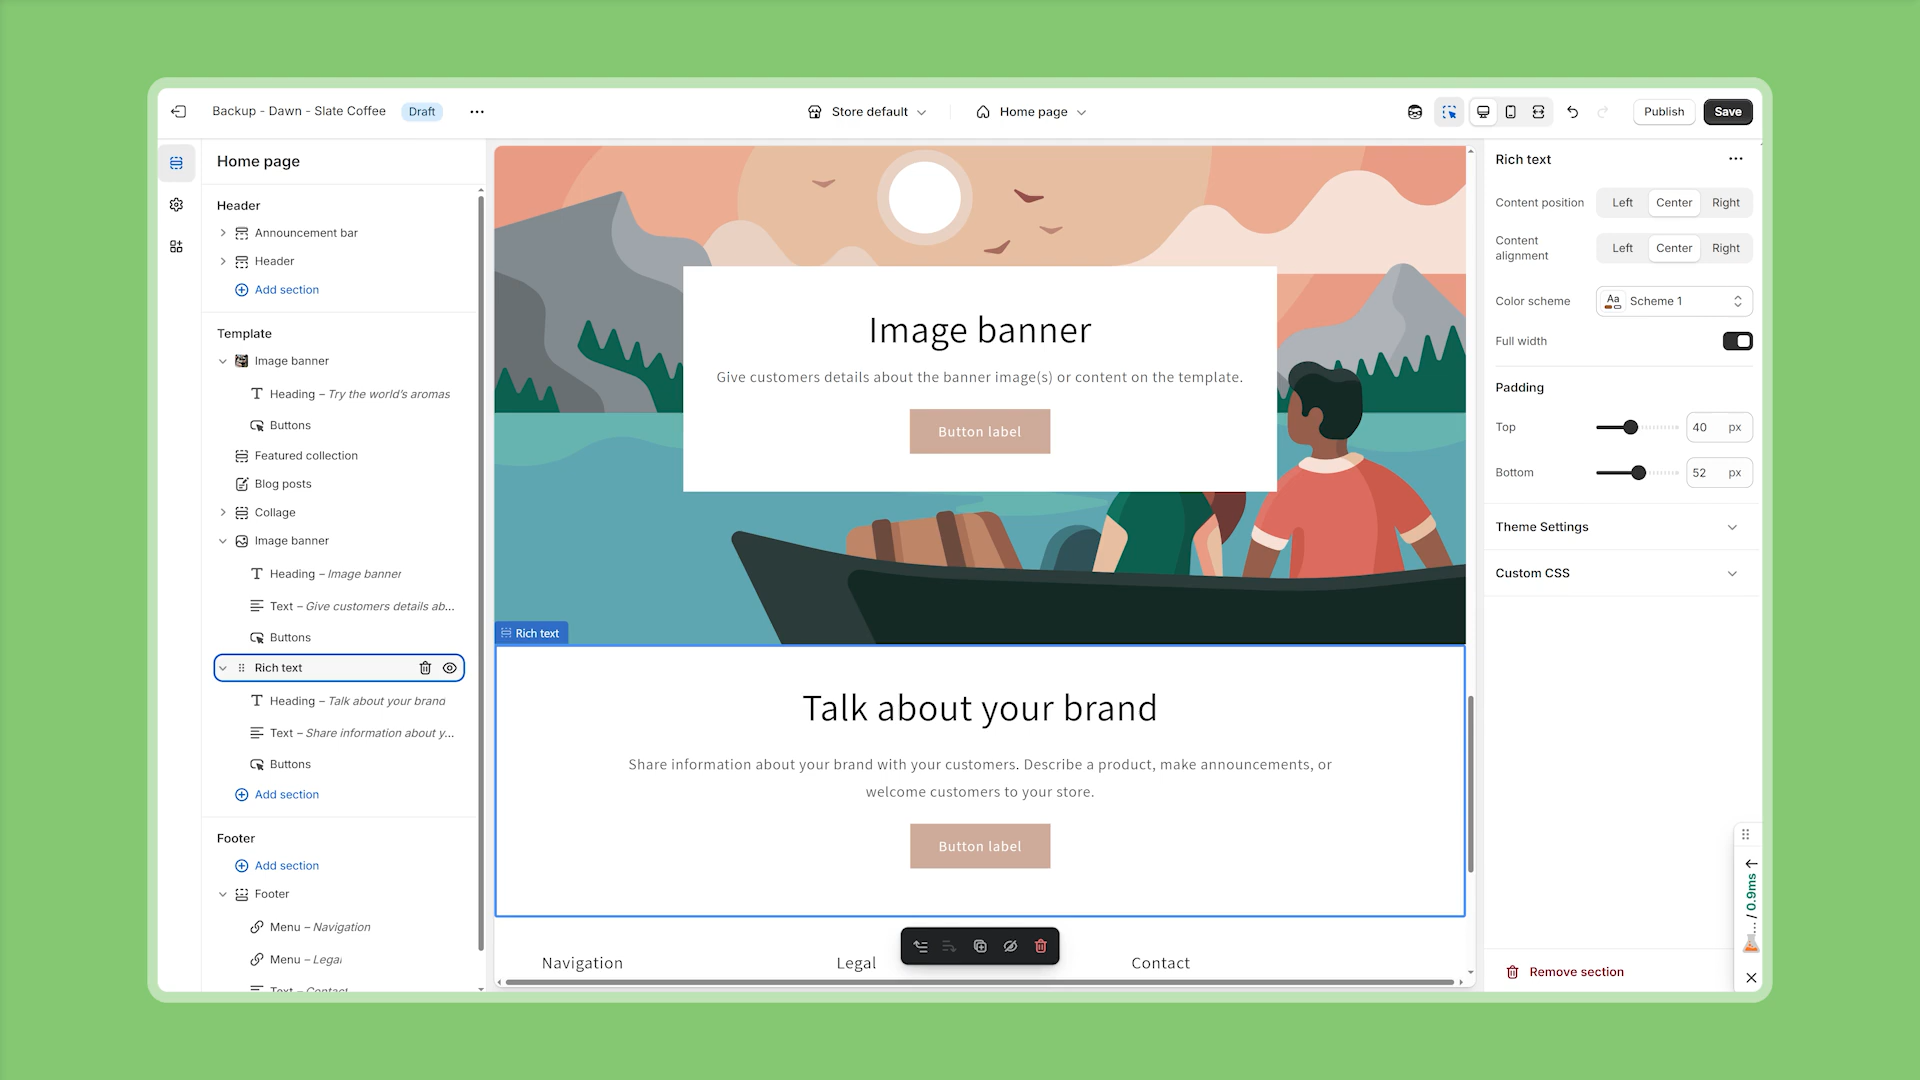 Backup - Dawn - Slate Coffee
Draft
Store default
Home page
Publish
Save
Home page
Header
Announcement bar
Header
Add section
Template
Image banner
Heading – Try the world's aromas
Buttons
Featured collection
Blog posts
Collage
Image banner
Heading – Image banner
Text – Give customers details ab...
Buttons
Rich text
Heading – Talk about your brand
Text – Share information about y...
Buttons
Add section
Footer
Add section
Footer
Menu – Navigation
Menu – Legal
Text – Contact
Image banner
Give customers details about the banner image(s) or content on the template.
Button label
Rich text
Talk about your brand
Share information about your brand with your customers. Describe a product, make announcements, or
welcome customers to your store.
Button label
Navigation
Legal
Contact
Rich text
Content position
Left
Center
Right
Content
alignment
Left
Center
Right
Color scheme
Aa
Scheme 1
Full width
Padding
Top
40
px
Bottom
52
px
Theme Settings
Custom CSS
... / 0.9ms
Remove section